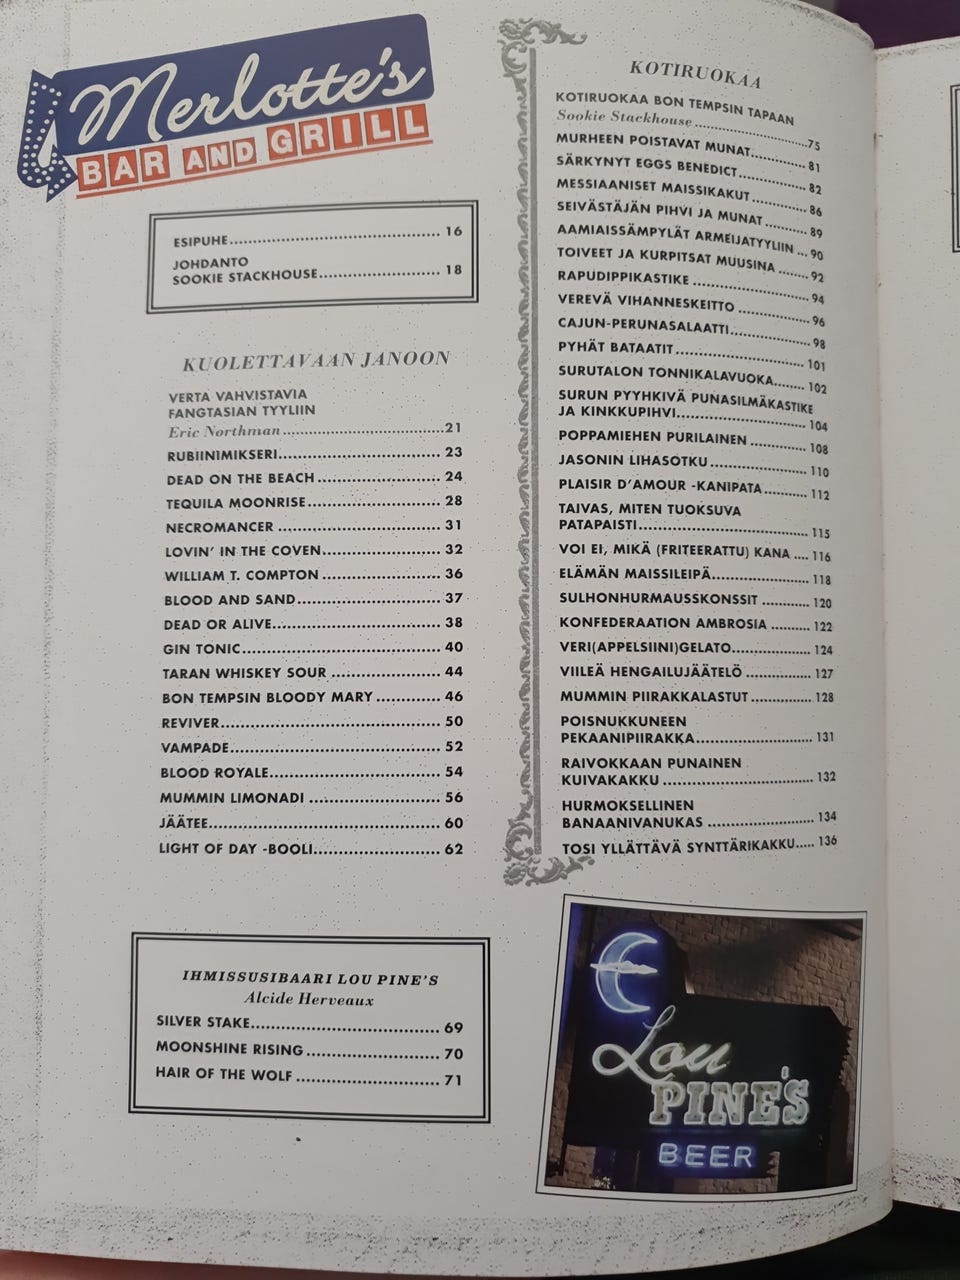 Merlotte's
BAR AND GRILL
ESIPUHE................................ 16
JOHDANTO
SOOKIE STACKHOUSE................... 18
KUOLETTAVAAN JANOON
VERTA VAHVISTAVIA
FANGTASIAN TYYLIIN
Eric Northman.........................21
RUBIINIMIKSERI......................... 23
DEAD ON THE BEACH................... 24
TEQUILA MOONRISE..................... 28
NECROMANCER ......................... 31
LOVIN' IN THE COVEN.................. 32
WILLIAM T. COMPTON .................. 36
BLOOD AND SAND....................... 37
DEAD OR ALIVE.......................... 38
GIN TONIC.............................. 40
TARAN WHISKEY SOUR ................. 44
BON TEMPSIN BLOODY MARY ........... 46
REVIVER................................. 50
VAMPADE................................ 52
BLOOD ROYALE.......................... 54
MUMMIN LIMONADI .................... 56
JÄÄTEE................................... 60
LIGHT OF DAY -BOOLI................... 62
IHMISSUSIBAARI LOU PINE'S
Alcide Herveaux
SILVER STAKE............................ 69
MOONSHINE RISING .................... 70
HAIR OF THE WOLF ..................... 71
KOTIRUOKAA
KOTIRUOKAA BON TEMPSIN TAPAAN
Sookie Stackhouse....................75
MURHEEN POISTAVAT MUNAT........... 81
SÄRKYNYT EGGS BENEDICT............. 82
MESSIAANISET MAISSIKAKUT........... 86
SEIVÄSTÄJÄN PIHVI JA MUNAT ......... 89
AAMIAISSÄMPYLÄT ARMEIJATYYLIIN ... 90
TOIVEET JA KURPITSAT MUUSINA ....... 92
RAPUDIPPIKASTIKE ..................... 94
VEREVÄ VIHANNESKEITTO .............. 96
CAJUN-PERUNASALAATTI............... 98
PYHÄT BATAATIT........................ 101
SURUTALON TONNIKALAVUOKA....... 102
SURUN PYYHKIVÄ PUNASILMÄKASTIKE
JA KINKKUPIHVI........................ 104
POPPAMIEHEN PURILAINEN ........... 108
JASONIN LIHASOTKU .................. 110
PLAISIR D'AMOUR -KANIPATA.......... 112
TAIVAS, MITEN TUOKSUVA
PATAPAISTI.............................. 115
VOI EI, MIKÄ (FRITEERATTU) KANA .... 116
ELÄMÄN MAISSILEIPÄ................... 118
SULHONHURMAUSSKONSSIT ........... 120
KONFEDERAATION AMBROSIA ......... 122
VERI(APPELSIINI)GELATO............... 124
VIILEÄ HENGAILUJÄÄTELÖ .............. 127
MUMMIN PIIRAKKALASTUT ............. 128
POISNUKKUNEEN
PEKAANIPIIRAKKA...................... 131
RAIVOKKAAN PUNAINEN
KUIVAKAKKU ........................... 132
HURMOKSELLINEN
BANAANIVANUKAS ..................... 134
TOSI YLLÄTTÄVÄ SYNTTÄRIKAKKU..... 136
Lou
PINE'S
BEER